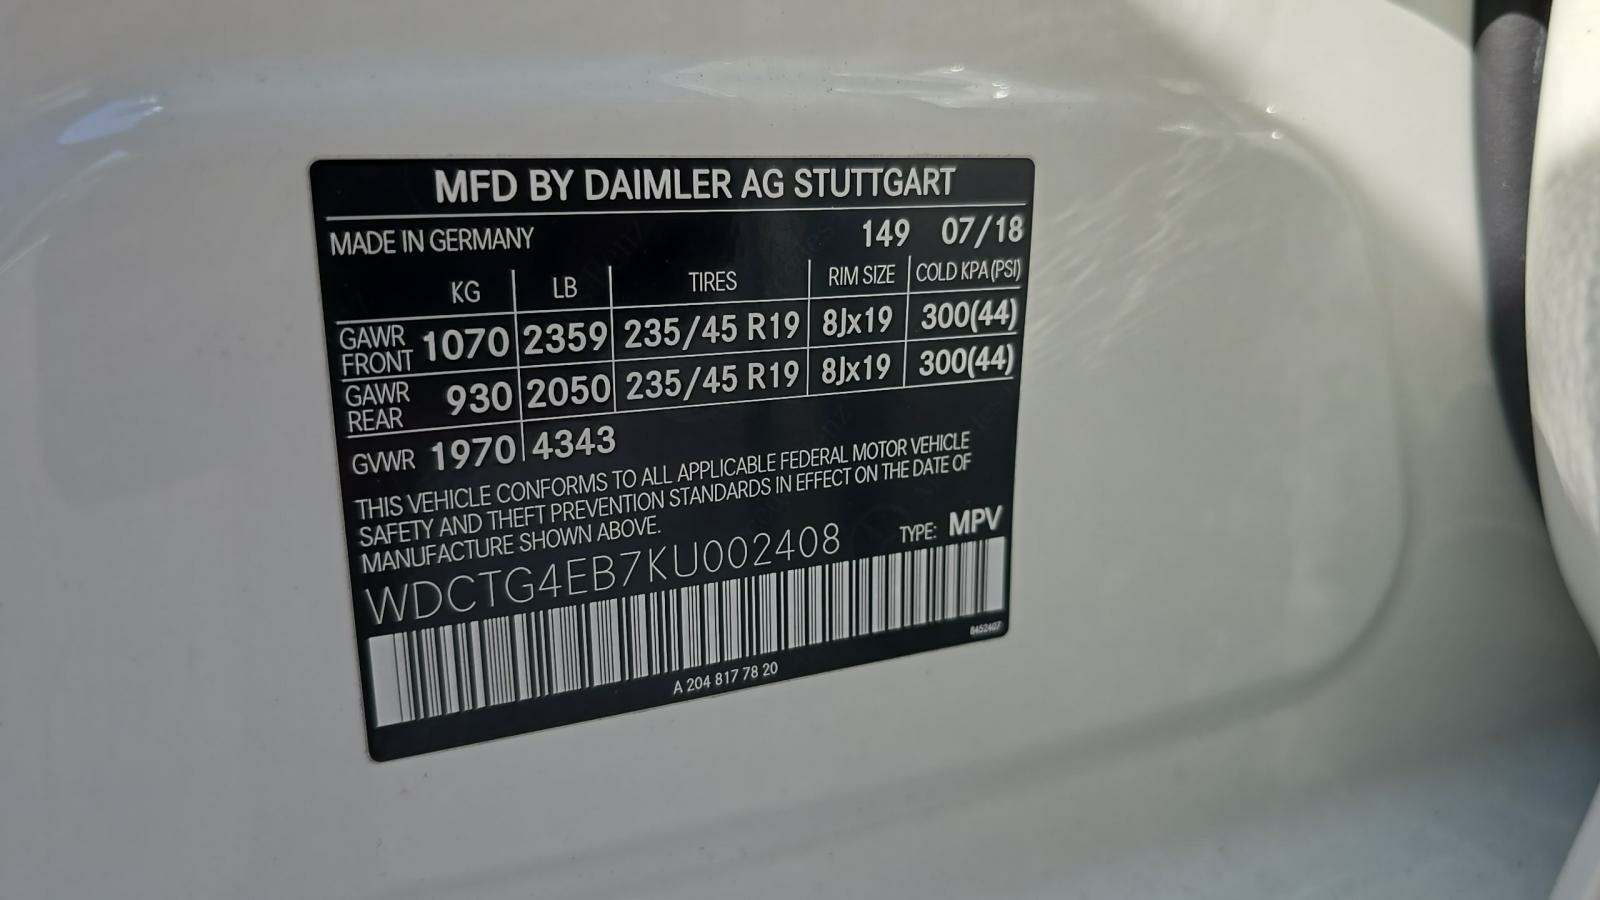 MFD BY DAIMLER AG STUTTGART
MADE IN GERMANY 149 07/18
KG LB TIRES RIM SIZE COLD KPA(PSI)
GAWR FRONT 1070 2359 235/45 R19 8Jx19 300(44)
GAWR REAR 930 2050 235/45 R19 8Jx19 300(44)
GVWR 1970 4343
THIS VEHICLE CONFORMS TO ALL APPLICABLE FEDERAL MOTOR VEHICLE
SAFETY AND THEFT PREVENTION STANDARDS IN EFFECT ON THE DATE OF
MANUFACTURE SHOWN ABOVE.
WDCTG4EB7KU002408 TYPE: MPV
A 204 817 78 20